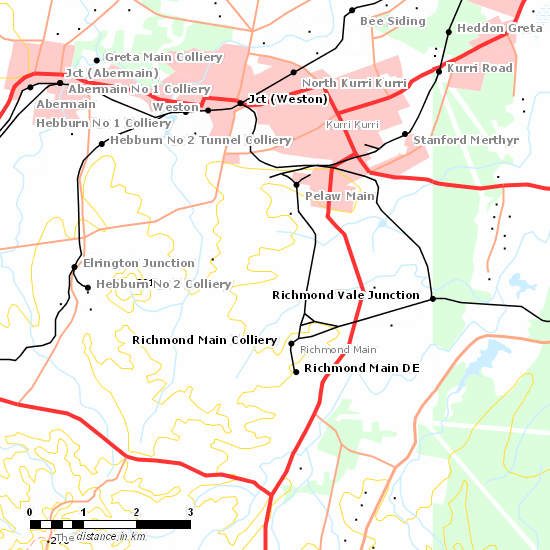 Bee Siding
Heddon Greta
Greta Main Colliery
Jct (Abermain)
Kurri Road
North Kurri Kurri
Abermain No 1 Colliery
Jct (Weston)
Abermain
Weston
Hebburn No 1 Colliery
Kurri Kurri
Hebburn No 2 Tunnel Colliery
Stanford Merthyr
Pelaw Main
Elrington Junction
Hebburn No 2 Colliery
Richmond Vale Junction
Richmond Main Colliery
Richmond Main
Richmond Main DE
0 1 2 3
The distance in km